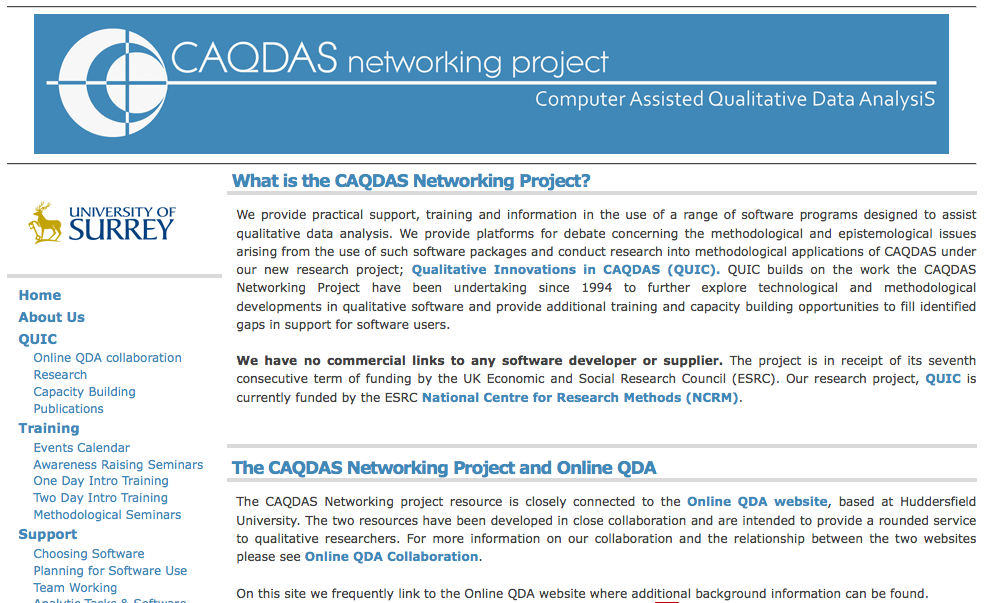 CAQDAS networking project
Computer Assisted Qualitative Data AnalysiS
UNIVERSITY OF
SURREY
Home
About Us
QUIC
Online QDA collaboration
Research
Capacity Building
Publications
Training
Events Calendar
Awareness Raising Seminars
One Day Intro Training
Two Day Intro Training
Methodological Seminars
Support
Choosing Software
Planning for Software Use
Team Working
Analytic Tasks & Software
What is the CAQDAS Networking Project?
We provide practical support, training and information in the use of a range of software programs designed to assist
qualitative data analysis. We provide platforms for debate concerning the methodological and epistemological issues
arising from the use of such software packages and conduct research into methodological applications of CAQDAS under
our new research project; Qualitative Innovations in CAQDAS (QUIC). QUIC builds on the work the CAQDAS
Networking Project have been undertaking since 1994 to further explore technological and methodological
developments in qualitative software and provide additional training and capacity building opportunities to fill identified
gaps in support for software users.
We have no commercial links to any software developer or supplier. The project is in receipt of its seventh
consecutive term of funding by the UK Economic and Social Research Council (ESRC). Our research project, QUIC is
currently funded by the ESRC National Centre for Research Methods (NCRM).
The CAQDAS Networking Project and Online QDA
The CAQDAS Networking project resource is closely connected to the Online QDA website, based at Huddersfield
University. The two resources have been developed in close collaboration and are intended to provide a rounded service
to qualitative researchers. For more information on our collaboration and the relationship between the two websites
please see Online QDA Collaboration.
On this site we frequently link to the Online QDA website where additional background information can be found.